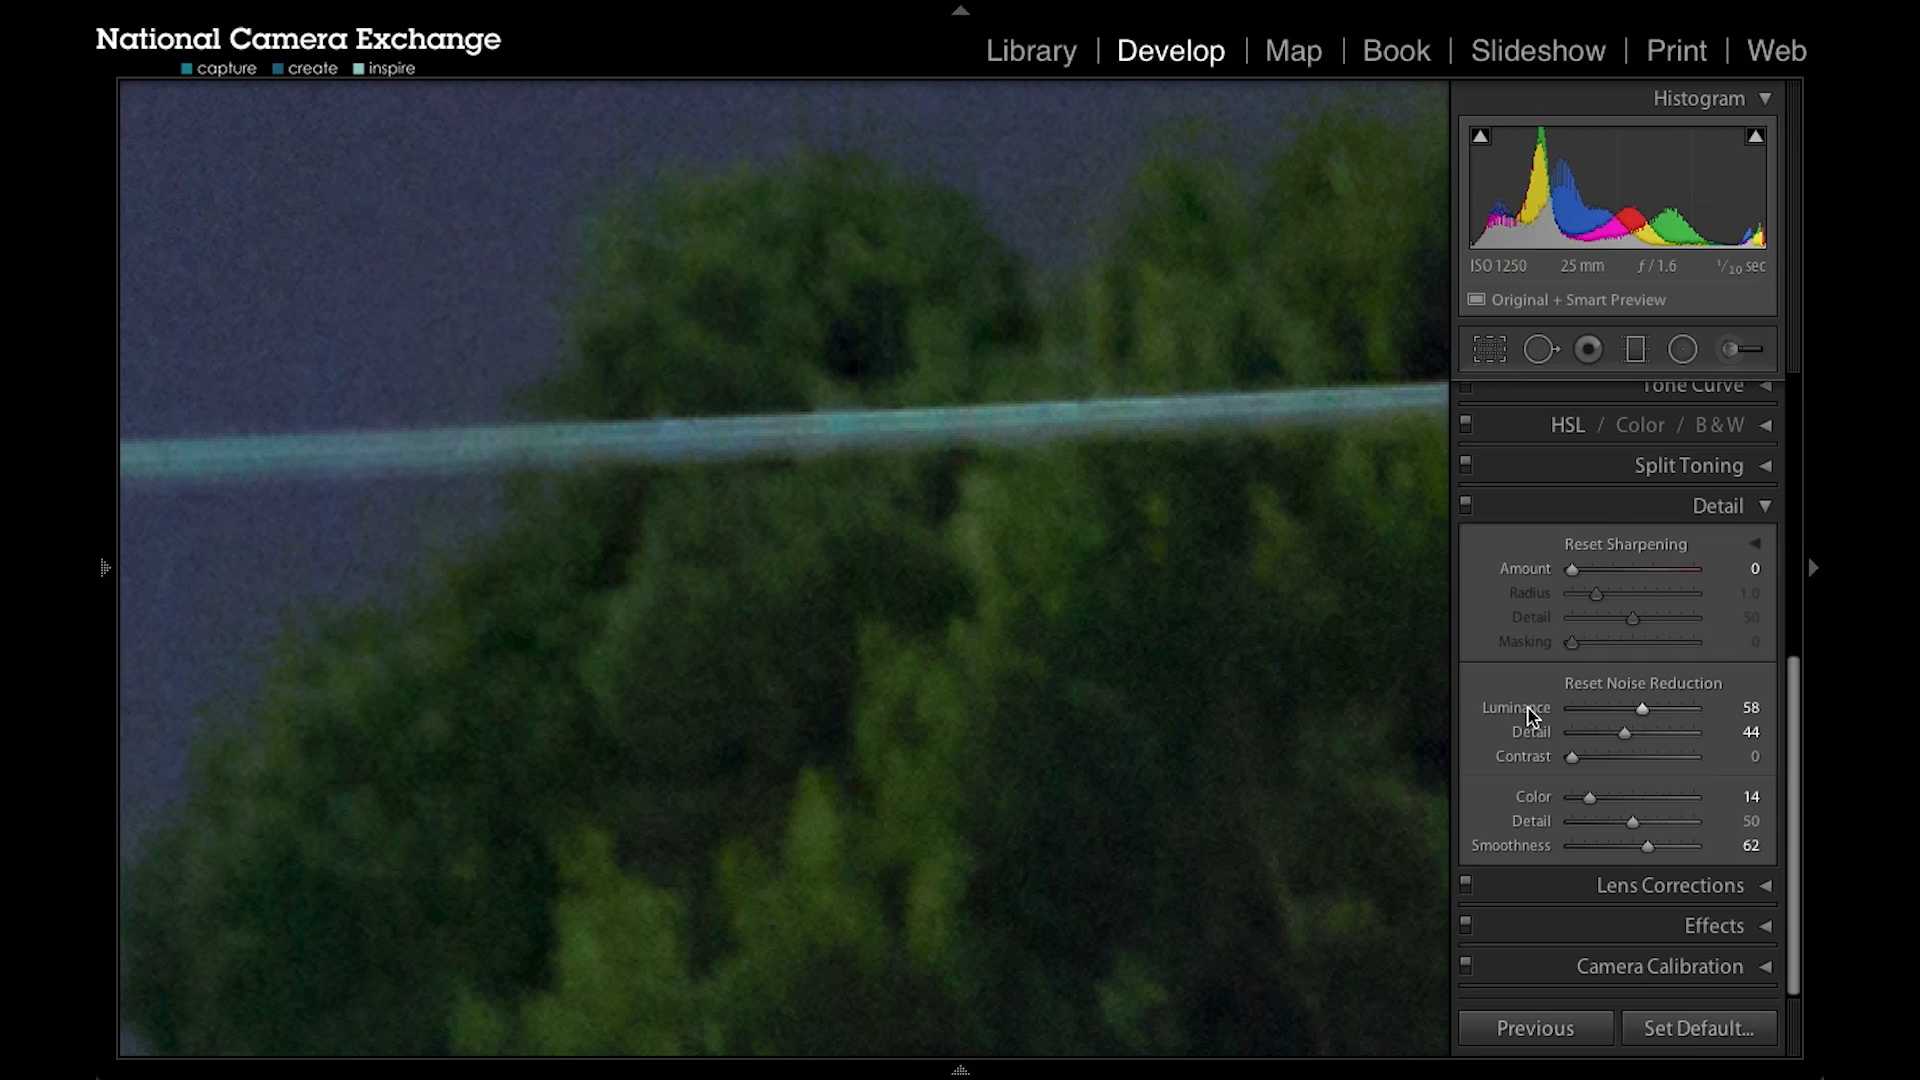 National Camera Exchange
capture create inspire
Library | Develop | Map | Book | Slideshow | Print | Web
Histogram
ISO 1250 25 mm ƒ / 1.6 1/10 sec
Original + Smart Preview
Tone Curve
HSL / Color / B & W
Split Toning
Detail
Reset Sharpening
Amount 0
Radius 1.0
Detail 50
Masking 0
Reset Noise Reduction
Luminance 58
Detail 44
Contrast 0
Color 14
Detail 50
Smoothness 62
Lens Corrections
Effects
Camera Calibration
Previous Set Default...